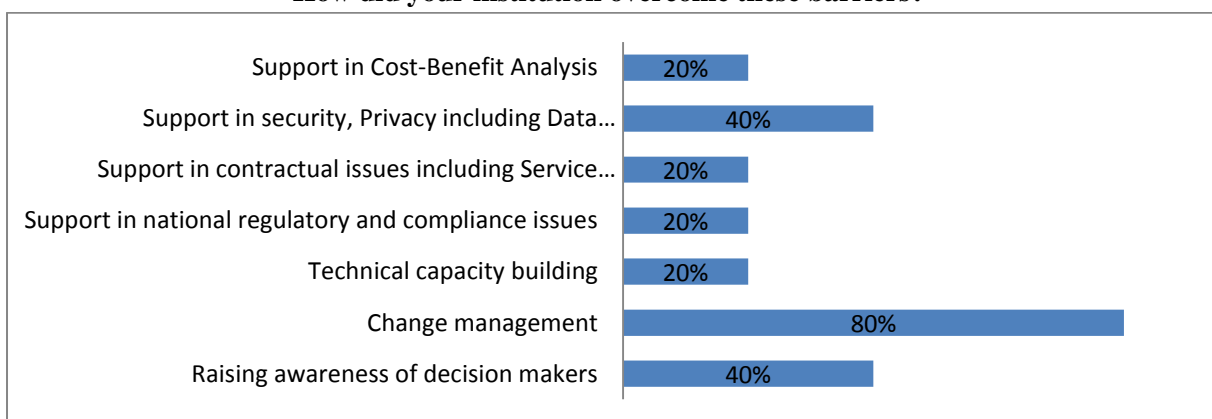 How did your institution overcome these barriers?
Support in Cost-Benefit Analysis 20%
Support in security, Privacy including Data… 40%
Support in contractual issues including Service… 20%
Support in national regulatory and compliance issues 20%
Technical capacity building 20%
Change management 80%
Raising awareness of decision makers 40%